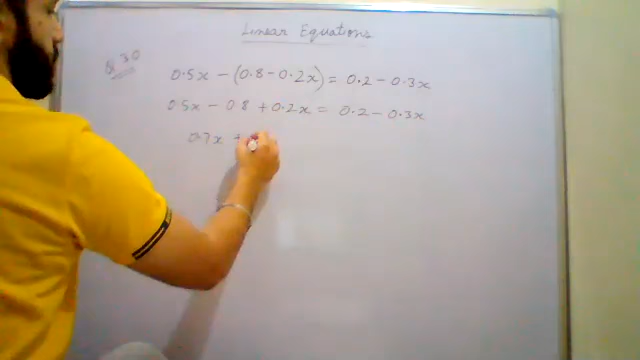 Linear Equations
Q 30
0.5x - (0.8 - 0.2x) = 0.2 - 0.3x
0.5x - 0.8 + 0.2x = 0.2 - 0.3x
0.7x +